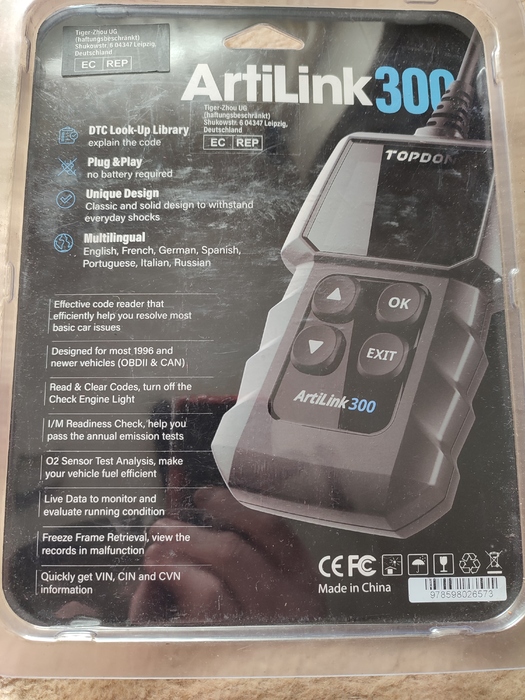 Tiger-Zhou UG
(haftungsbeschränkt)
Shukowstr. 6 04347 Leipzig,
Deutschland
EC REP
ArtiLink300
Tiger-Zhou UG
(haftungsbeschränkt)
Shukowstr. 6 04347 Leipzig,
Deutschland
EC REP
DTC Look-Up Library
explain the code
Plug &Play
no battery required
Unique Design
Classic and solid design to withstand
everyday shocks
Multilingual
English, French, German, Spanish,
Portuguese, Italian, Russian
TOPDON
OK
EXIT
ArtiLink300
Effective code reader that
efficiently help you resolve most
basic car issues
Designed for most 1996 and
newer vehicles (OBDII & CAN)
Read & Clear Codes, turn off the
Check Engine Light
I/M Readiness Check, help you
pass the annual emission tests
O2 Sensor Test Analysis, make
your vehicle fuel efficient
Live Data to monitor and
evaluate running condition
Freeze Frame Retrieval, view the
records in malfunction
Quickly get VIN, CIN and CVN
information
CE FC
Made in China
978598026573